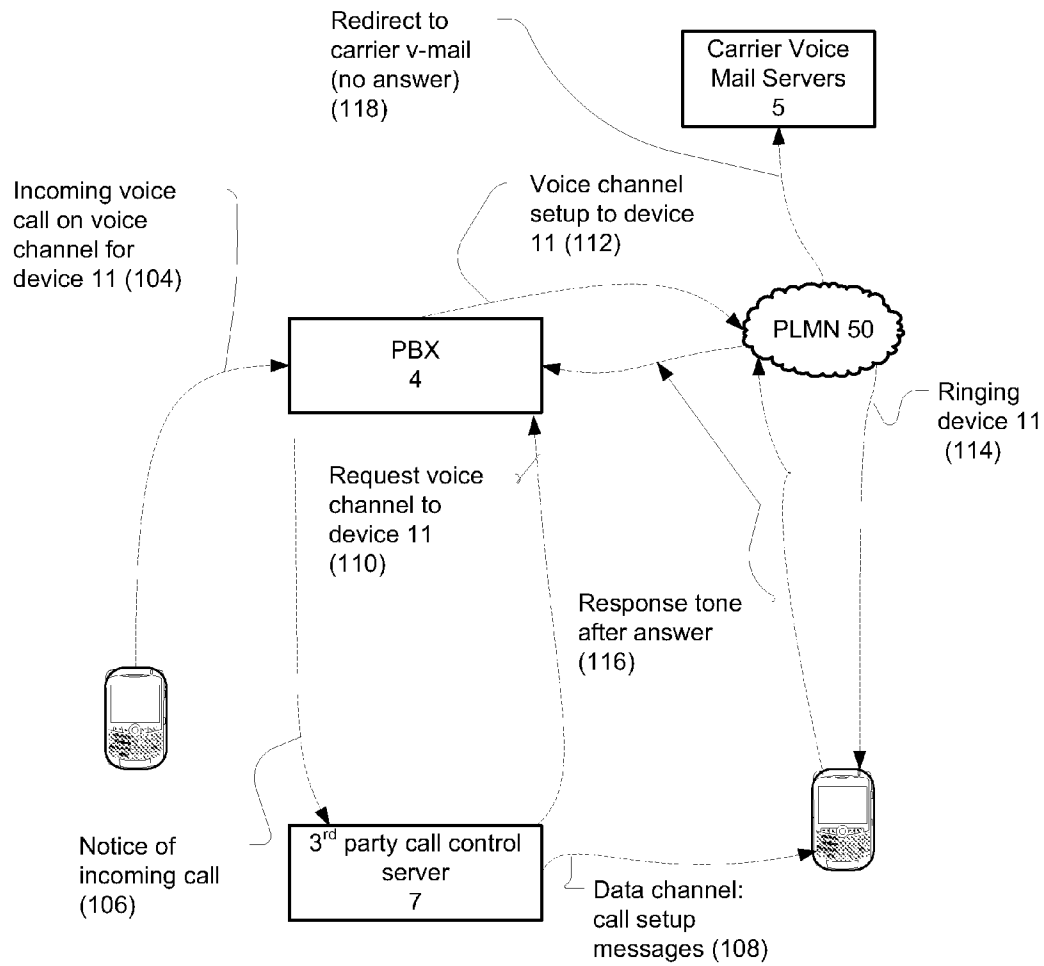 Redirect to
carrier v-mail
(no answer)
(118)
Carrier Voice
Mail Servers
5
Incoming voice
call on voice
channel for
device 11 (104)
Voice channel
setup to device
11 (112)
PBX
4
PLMN 50
Ringing
device 11
(114)
Request voice
channel to
device 11
(110)
Response tone
after answer
(116)
Notice of
incoming call
(106)
3rd party call control
server
7
Data channel:
call setup
messages (108)